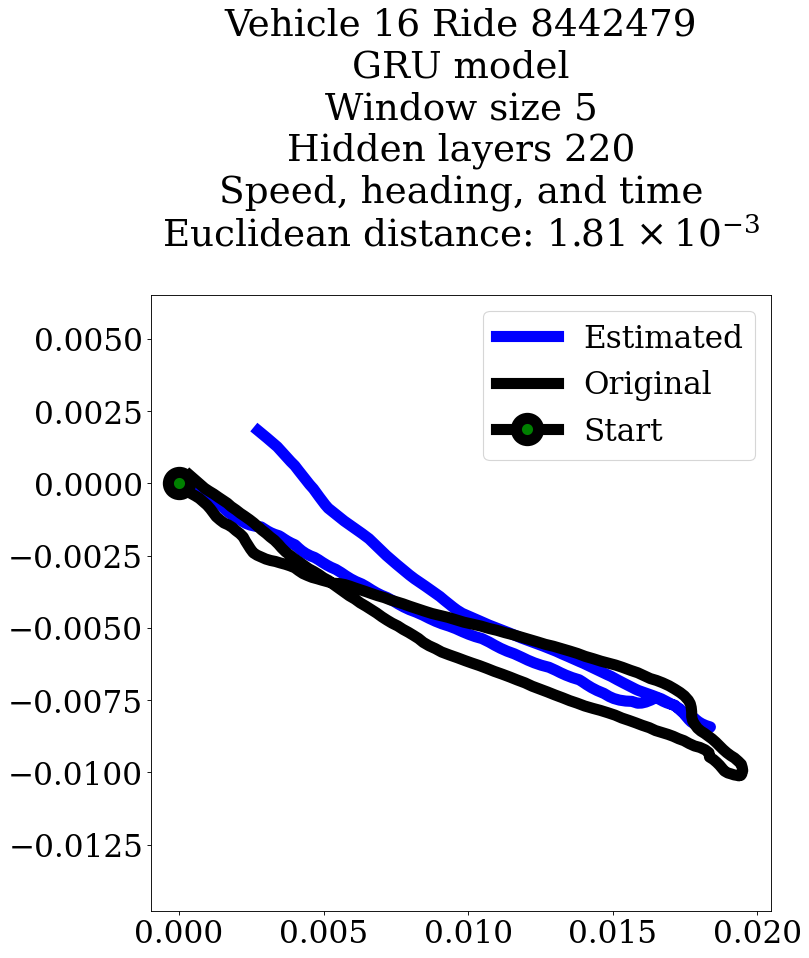 Vehicle 16 Ride 8442479
GRU model
Window size 5
Hidden layers 220
Speed, heading, and time
Euclidean distance: 1.81 × 10⁻³
Estimated
Original
Start
0.0050
0.0025
0.0000
−0.0025
−0.0050
−0.0075
−0.0100
−0.0125
0.000 0.005 0.010 0.015 0.020